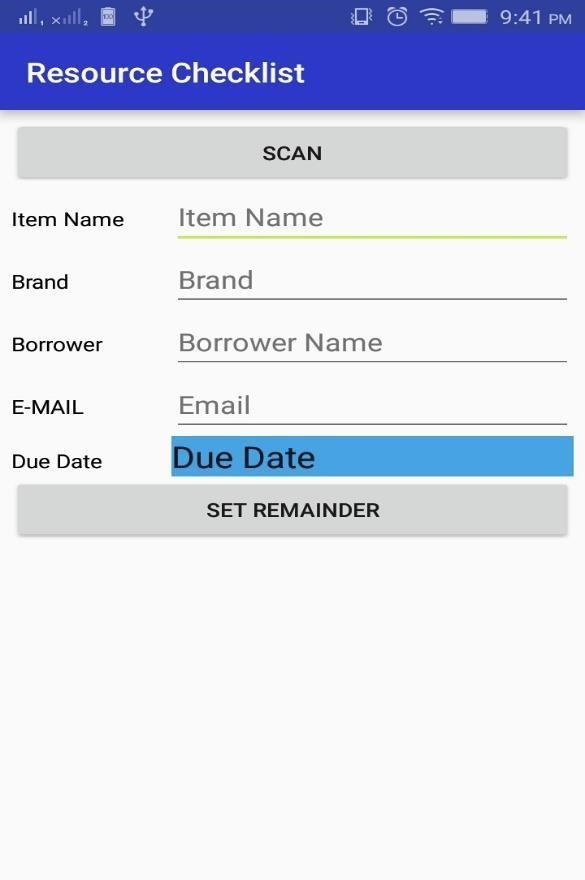 9:41 PM
Resource Checklist
SCAN
Item Name Item Name
Brand Brand
Borrower Borrower Name
E-MAIL Email
Due Date Due Date
SET REMAINDER